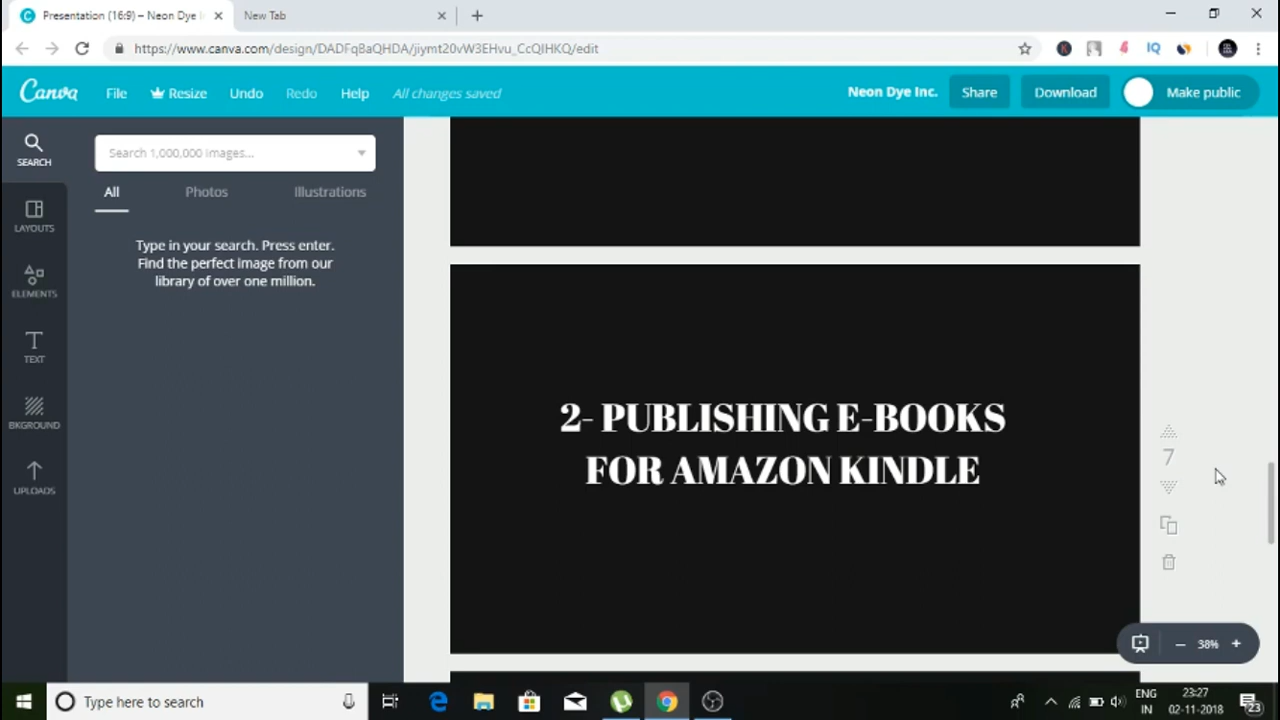 Presentation (16:9) – Neon Dye I
New Tab
https://www.canva.com/design/DADFqBaQHDA/jiymt20vW3EHvu_CcQIHKQ/edit
IQ
Canva
File
Resize
Undo
Redo
Help
All changes saved
Neon Dye Inc.
Share
Download
Make public
SEARCH
Search 1,000,000 images...
All
Photos
Illustrations
Type in your search. Press enter.
Find the perfect image from our
library of over one million.
LAYOUTS
ELEMENTS
TEXT
BKGROUND
UPLOADS
2- PUBLISHING E-BOOKS
FOR AMAZON KINDLE
7
38%
Type here to search
ENG
IN
23:27
02-11-2018
23